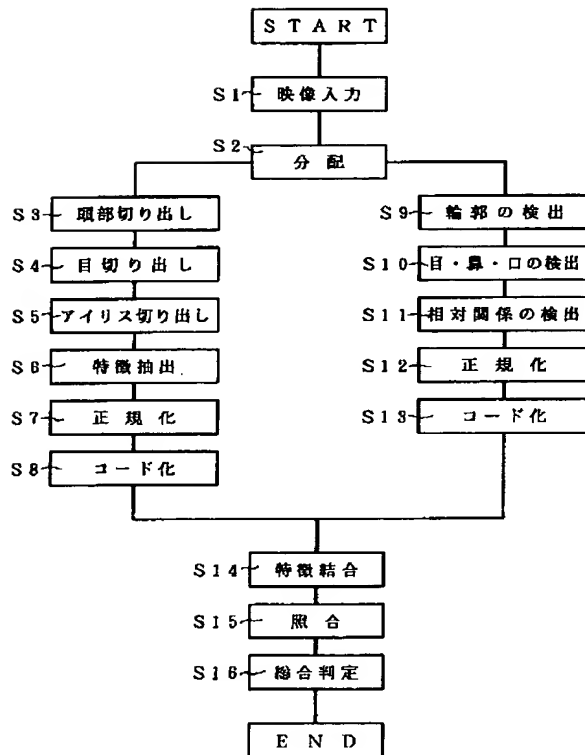 START
S1 映像入力
S2 分配
S3 頭部切り出し
S4 目切り出し
S5 アイリス切り出し
S6 特徴抽出
S7 正規化
S8 コード化
S9 輪郭の検出
S10 目・鼻・口の検出
S11 相対関係の検出
S12 正規化
S13 コード化
S14 特徴結合
S15 照合
S16 総合判定
END